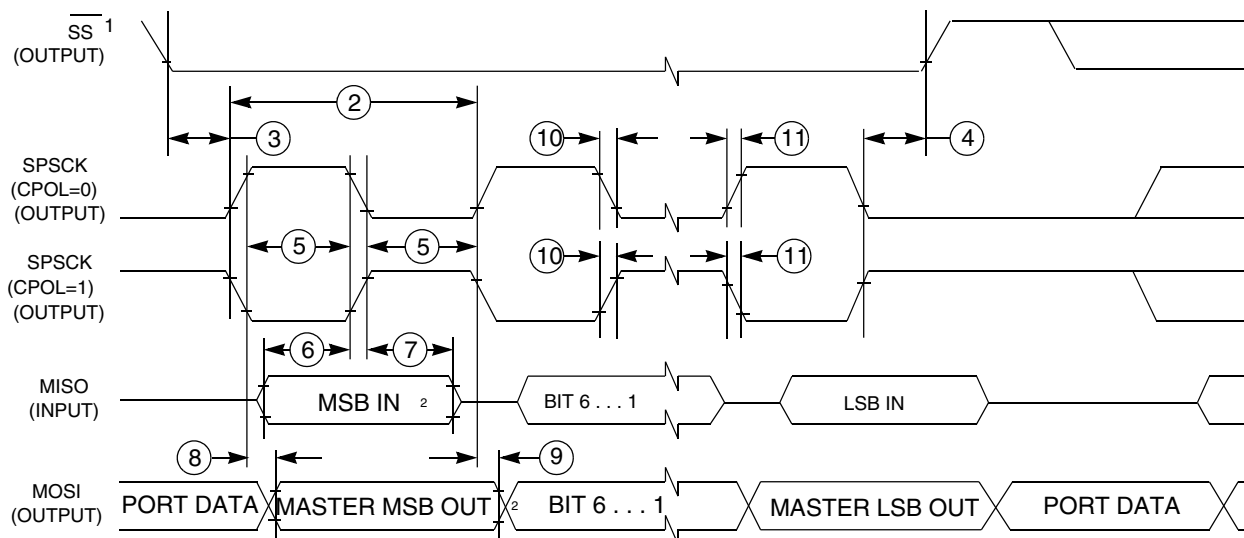 SS 1
(OUTPUT)
2
3
10
11
4
SPSCK
(CPOL=0)
(OUTPUT)
5
5
SPSCK
(CPOL=1)
(OUTPUT)
10
11
6
7
MISO
(INPUT)
MSB IN 2
BIT 6 . . . 1
LSB IN
8
9
MOSI
(OUTPUT)
PORT DATA
MASTER MSB OUT 2
BIT 6 . . . 1
MASTER LSB OUT
PORT DATA